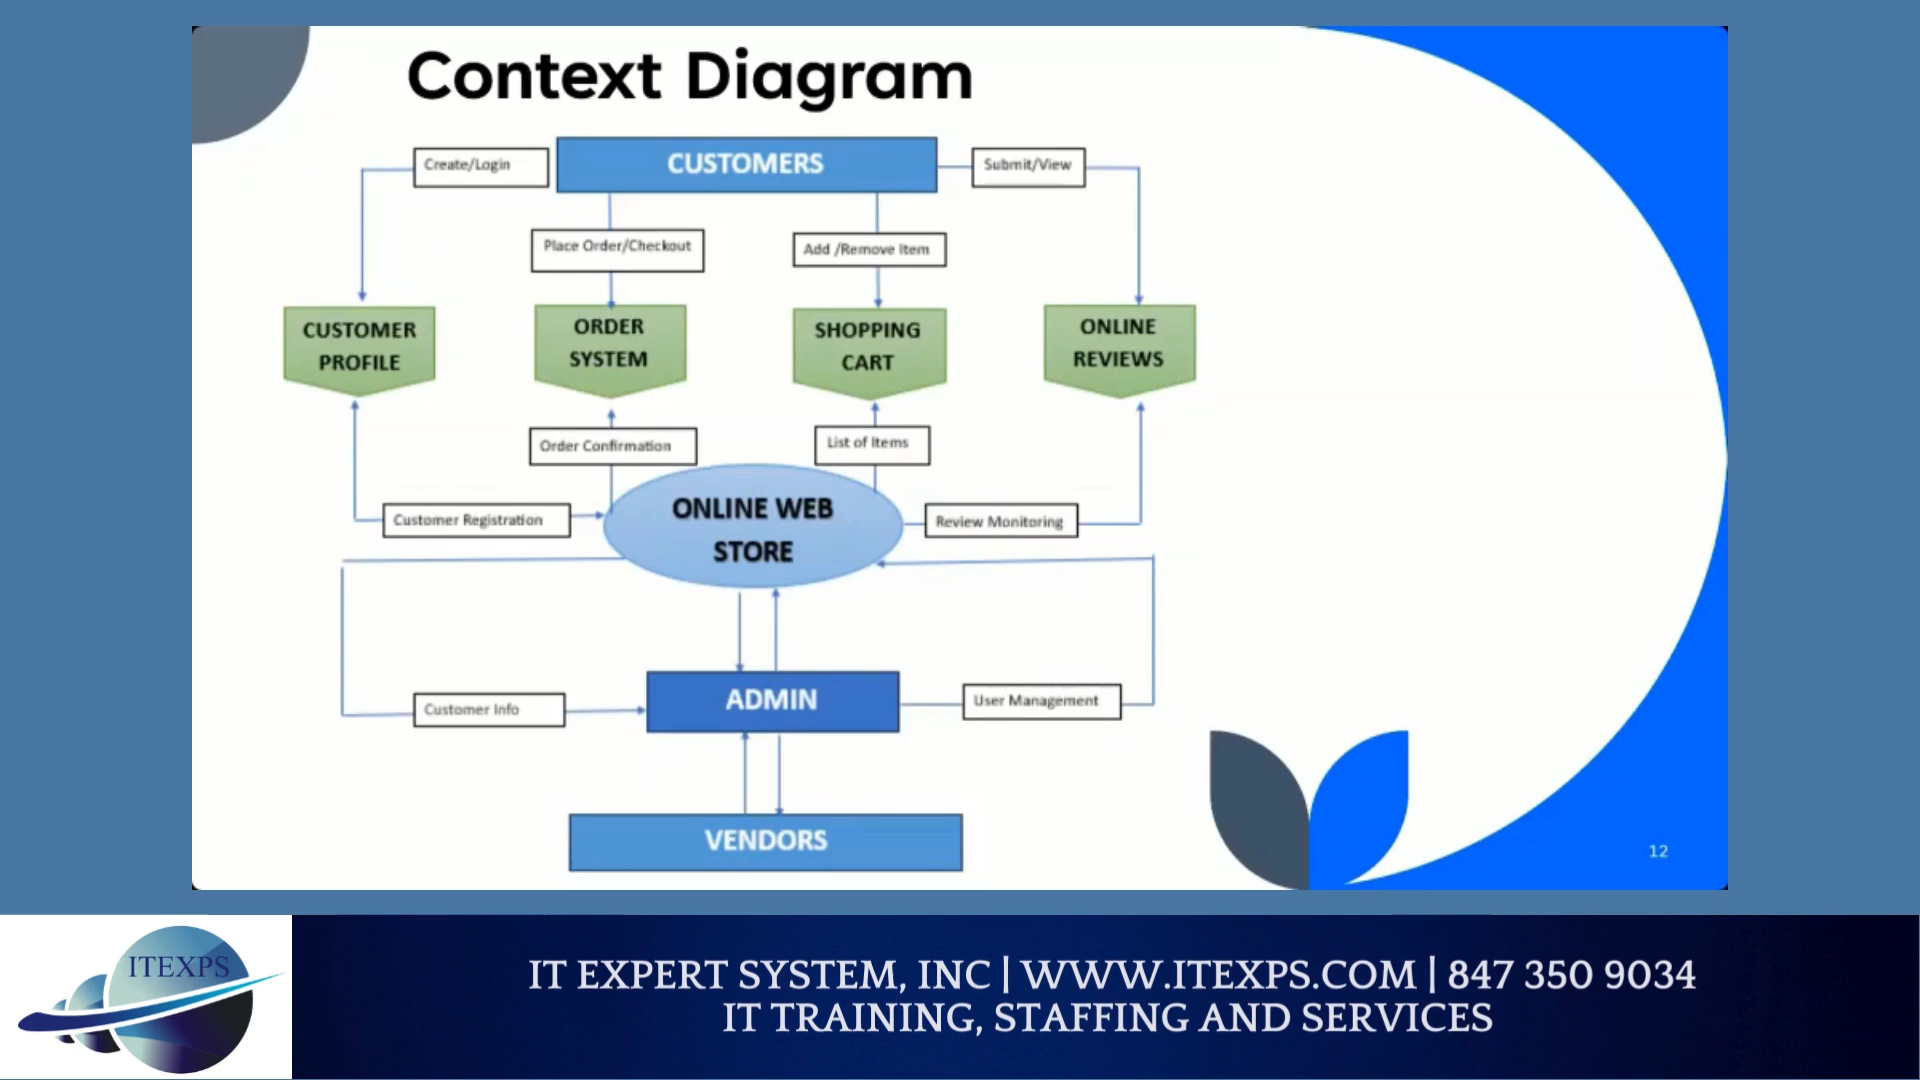 Context Diagram
Create/Login
CUSTOMERS
Submit/View
Place Order/Checkout
Add /Remove Item
CUSTOMER
PROFILE
ORDER
SYSTEM
SHOPPING
CART
ONLINE
REVIEWS
Order Confirmation
List of Items
Customer Registration
ONLINE WEB
STORE
Review Monitoring
Customer Info
ADMIN
User Management
VENDORS
12
ITEXPS
IT EXPERT SYSTEM, INC | WWW.ITEXPS.COM | 847 350 9034
IT TRAINING, STAFFING AND SERVICES